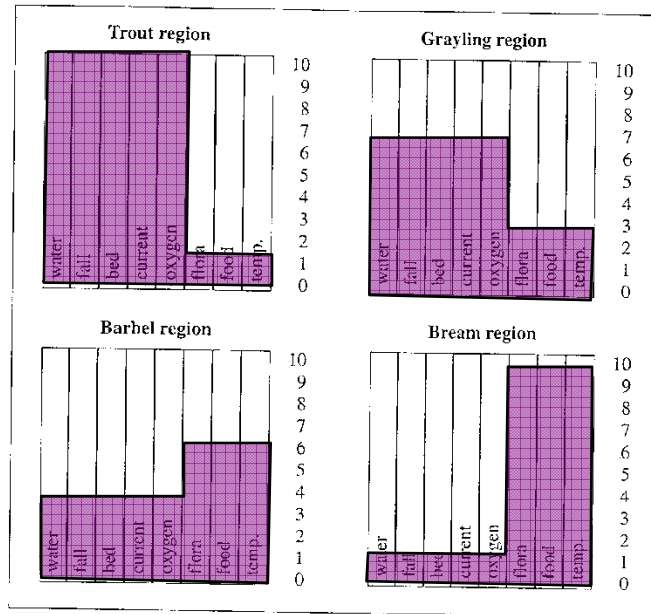 Trout region
10
9
8
7
6
5
4
3
2
1
0
water
fall
bed
current
oxygen
flora
food
temp.
Grayling region
10
9
8
7
6
5
4
3
2
1
0
water
fall
bed
current
oxygen
flora
food
temp.
Barbel region
10
9
8
7
6
5
4
3
2
1
0
water
fall
bed
current
oxygen
flora
food
temp.
Bream region
10
9
8
7
6
5
4
3
2
1
0
water
fall
bed
current
oxygen
flora
food
temp.